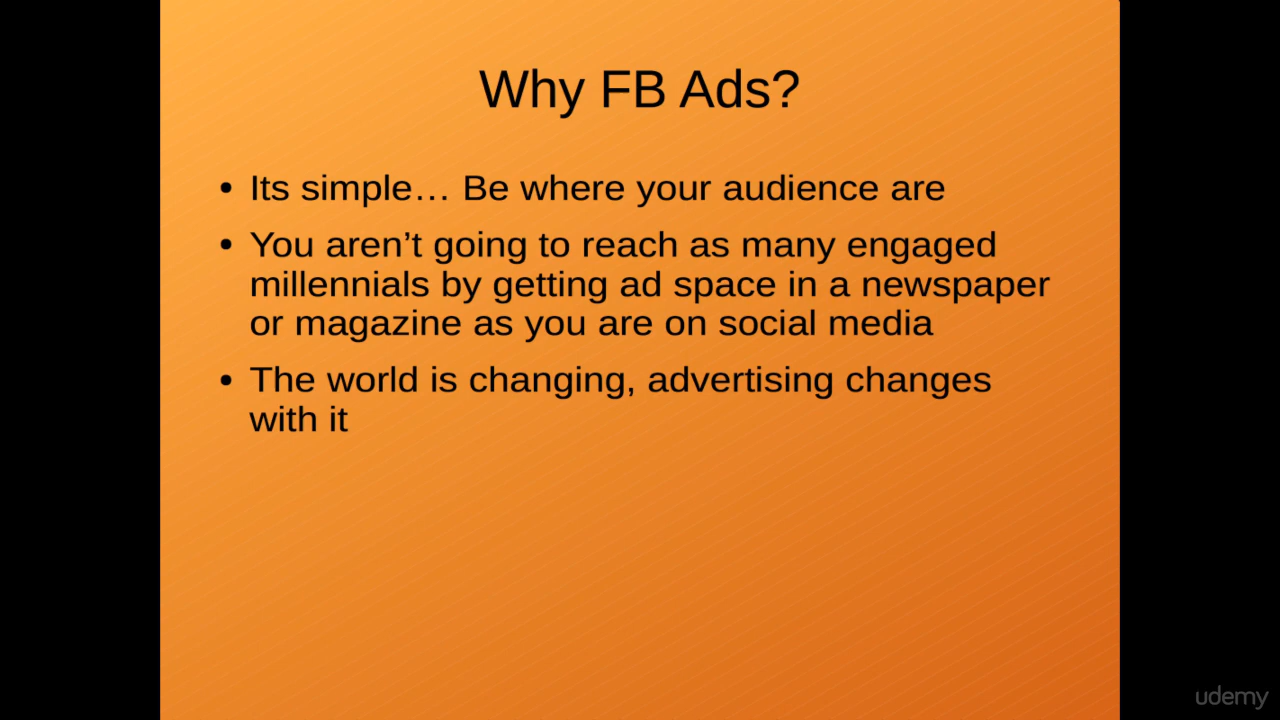 Why FB Ads?
• Its simple… Be where your audience are
• You aren’t going to reach as many engaged
millennials by getting ad space in a newspaper
or magazine as you are on social media
• The world is changing, advertising changes
with it
udemy